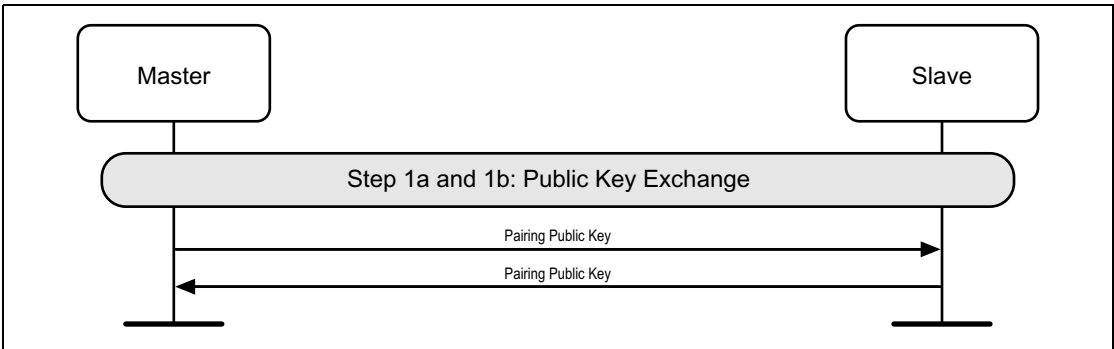 Master
Slave
Step 1a and 1b: Public Key Exchange
Pairing Public Key
Pairing Public Key